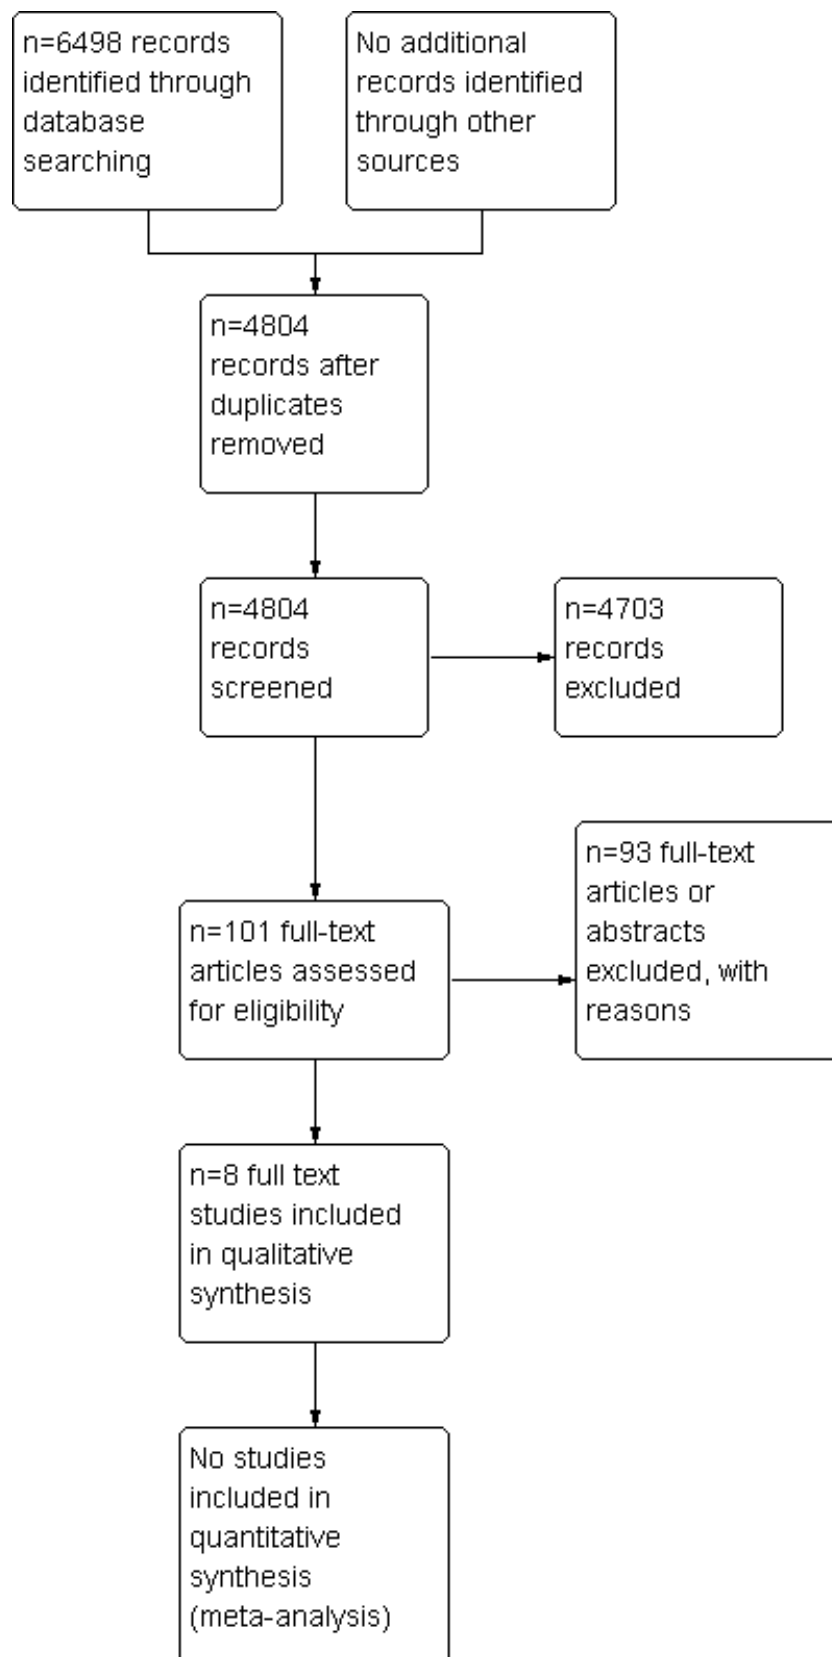 n=6498 records
identified through
database
searching
No additional
records identified
through other
sources
n=4804
records after
duplicates
removed
n=4804
records
screened
n=4703
records
excluded
n=93 full-text
articles or
abstracts
excluded, with
reasons
n=101 full-text
articles assessed
for eligibility
n=8 full text
studies included
in qualitative
synthesis
No studies
included in
quantitative
synthesis
(meta-analysis)